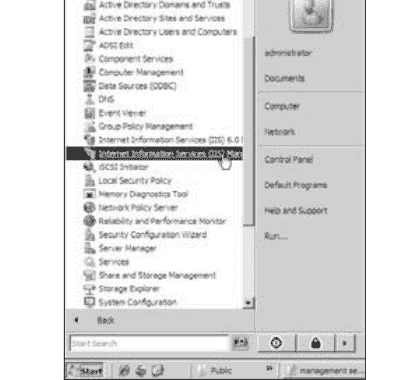 Active Directory Domains and Trusts
Active Directory Sites and Services
Active Directory Users and Computers
ADSI Edit
Component Services
Computer Management
Data Sources (ODBC)
DNS
Event Viewer
Group Policy Management
Internet Information Services (IIS) 6.0
Internet Information Services (IIS) Man
iSCSI Initiator
Local Security Policy
Memory Diagnostics Tool
Network Policy Server
Reliability and Performance Monitor
Security Configuration Wizard
Server Manager
Services
Share and Storage Management
Storage Explorer
System Configuration
Back
Start Search
administrator
Documents
Computer
Network
Control Panel
Default Programs
Help and Support
Run...
Start
Public
»
management se...